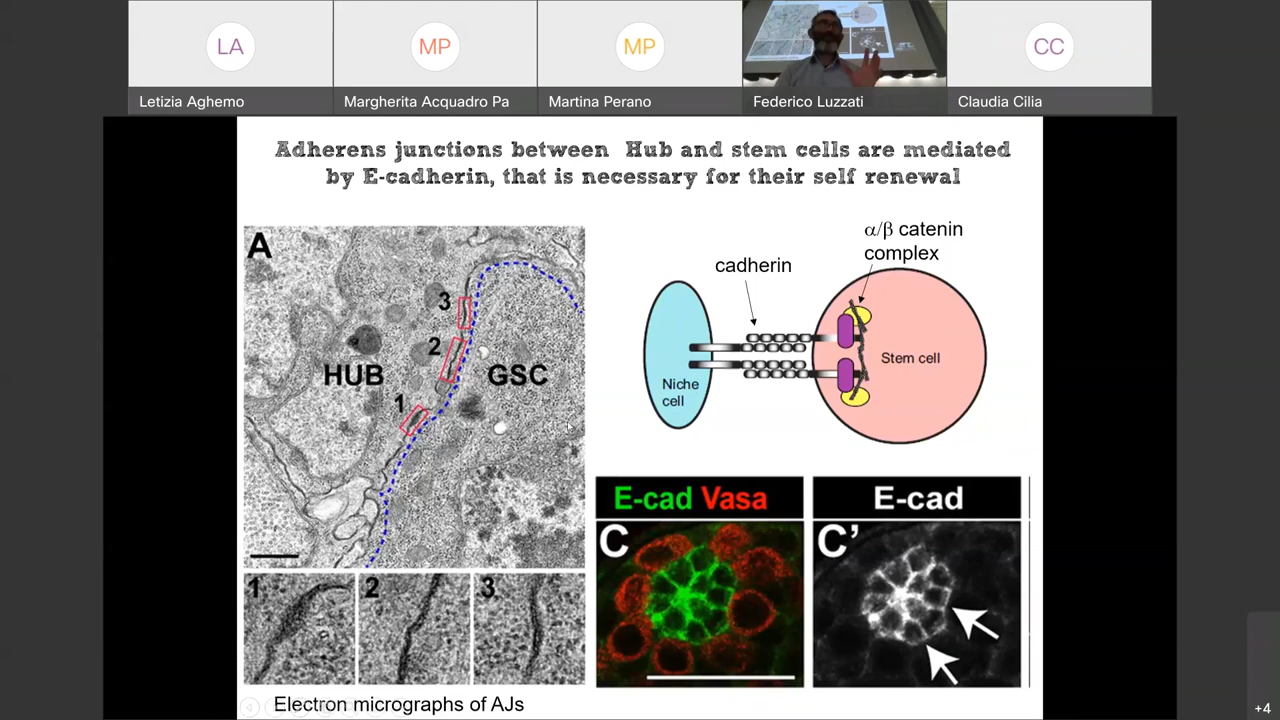 LA
MP
MP
CC
Letizia Aghemo
Margherita Acquadro Pa
Martina Perano
Federico Luzzati
Claudia Cilia
Adherens junctions between Hub and stem cells are mediated
by E-cadherin, that is necessary for their self renewal
A
3
2
1
HUB
GSC
1
2
3
Electron micrographs of AJs
α/β catenin
complex
cadherin
Niche
cell
Stem cell
E-cad Vasa
E-cad
C
C’
+4